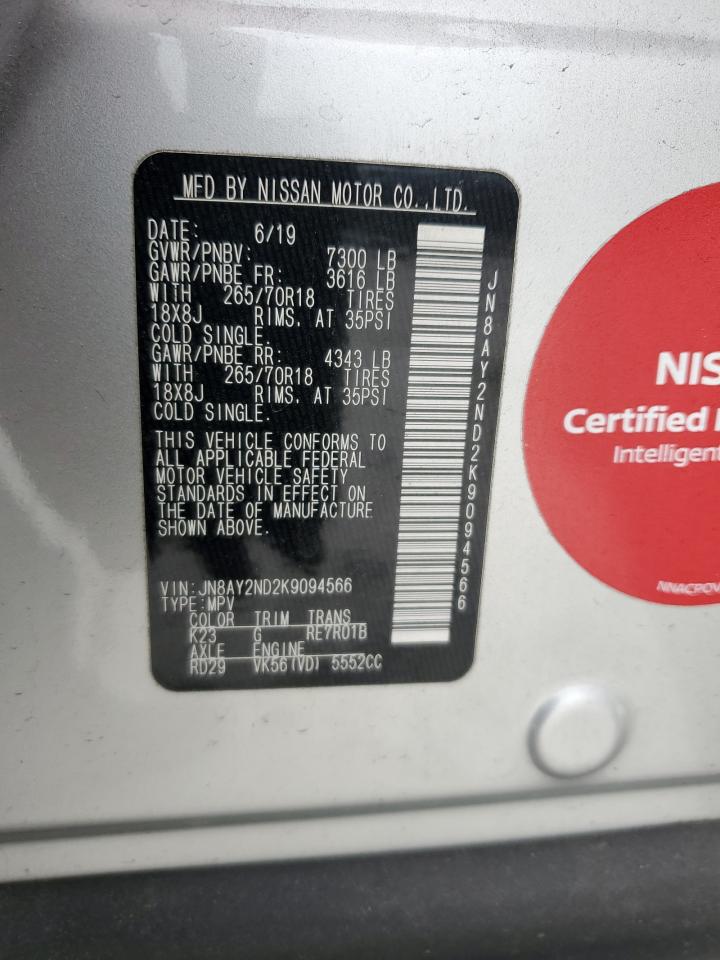 MFD BY NISSAN MOTOR CO.,LTD.
DATE: 6/19
GVWR/PNBV: 7300 LB
GAWR/PNBE FR: 3616 LB
WITH 265/70R18 TIRES
18X8J RIMS, AT 35PSI
COLD SINGLE.
GAWR/PNBE RR: 4343 LB
WITH 265/70R18 TIRES
18X8J RIMS, AT 35PSI
COLD SINGLE.
THIS VEHICLE CONFORMS TO
ALL APPLICABLE FEDERAL
MOTOR VEHICLE SAFETY
STANDARDS IN EFFECT ON
THE DATE OF MANUFACTURE
SHOWN ABOVE.
VIN:JN8AY2ND2K9094566
TYPE:MPV
COLOR TRIM TRANS
K23 G RE7R01B
AXLE ENGINE
RD29 VK56(VD) 5552CC
JN8AY2ND2K9094566
NIS
Certified
Intelligent
NNACPOV